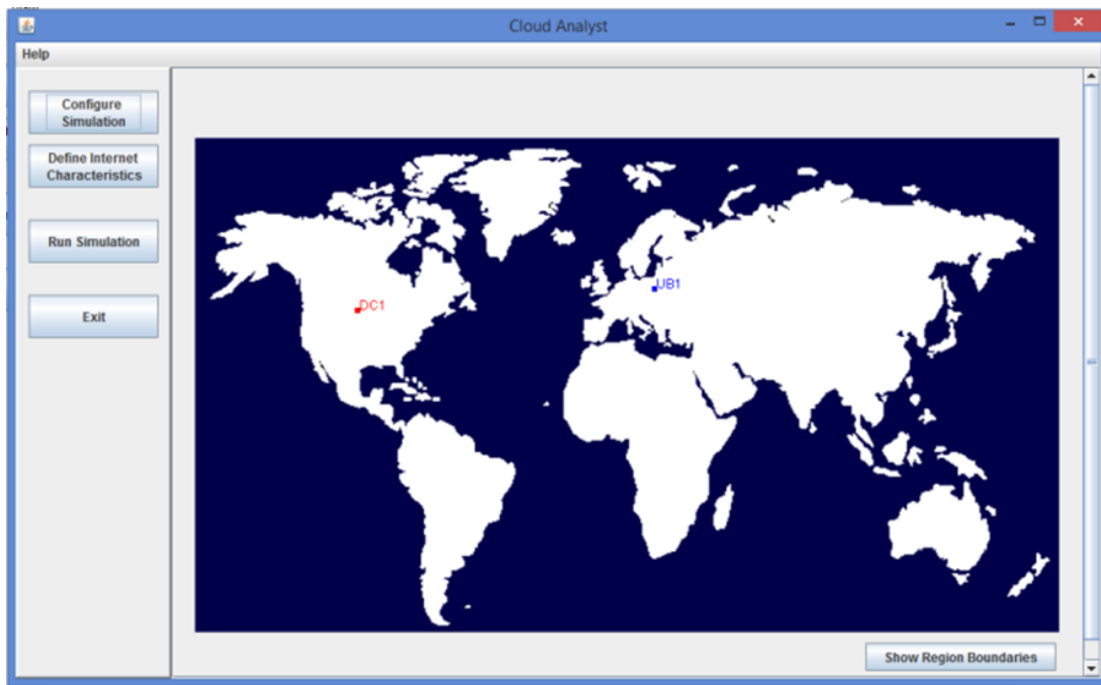 Cloud Analyst
Help
Configure
Simulation
Define Internet
Characteristics
Run Simulation
Exit
DC1
UB1
Show Region Boundaries